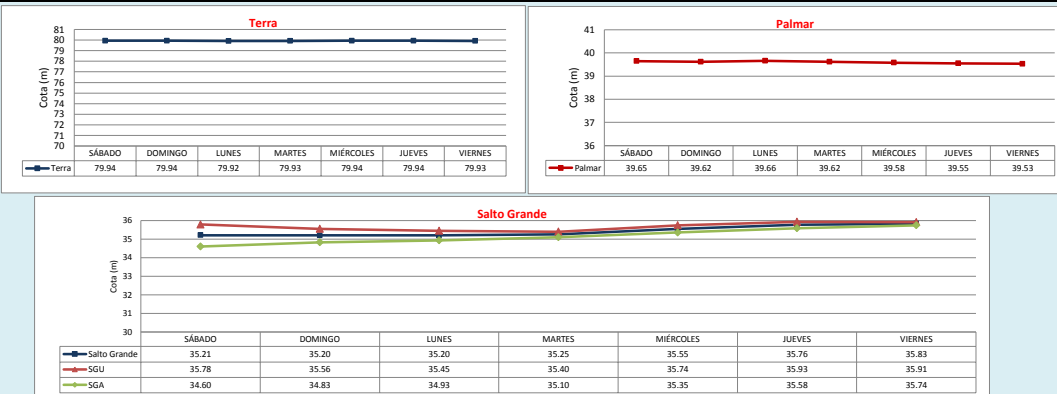 Terra
81
80
79
78
77
76
75
74
73
72
71
70
Cota (m)
SÁBADO DOMINGO LUNES MARTES MIÉRCOLES JUEVES VIERNES
Terra 79.94 79.94 79.92 79.93 79.94 79.94 79.93
Palmar
41
40
39
38
37
36
Cota (m)
SÁBADO DOMINGO LUNES MARTES MIÉRCOLES JUEVES VIERNES
Palmar 39.65 39.62 39.66 39.62 39.58 39.55 39.53
Salto Grande
36
35
34
33
32
31
30
Cota (m)
SÁBADO DOMINGO LUNES MARTES MIÉRCOLES JUEVES VIERNES
Salto Grande 35.21 35.20 35.20 35.25 35.55 35.76 35.83
SGU 35.78 35.56 35.45 35.40 35.74 35.93 35.91
SGA 34.60 34.83 34.93 35.10 35.35 35.58 35.74